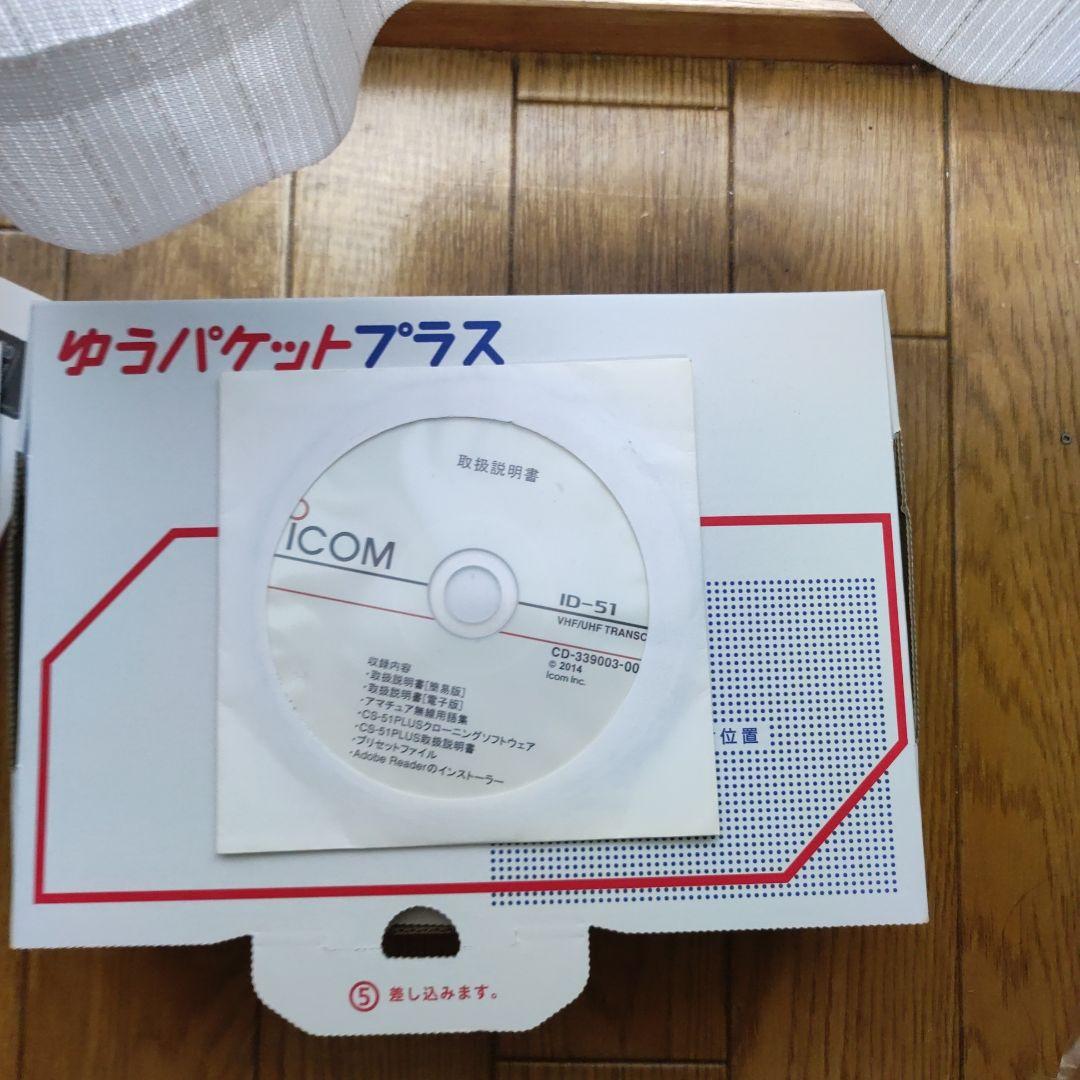 ゆうパケットプラス
取扱説明書
ICOM
ID-51
VHF/UHF TRANSC
CD-339003-00
© 2014
Icom Inc.
収録内容
・取扱説明書[簡易版]
・取扱説明書[電子版]
・アマチュア無線用語集
・CS-51PLUSクローニングソフトウェア
・CS-51PLUS取扱説明書
・プリセットファイル
・Adobe Readerのインストーラー
位置
⑤ 差し込みます。